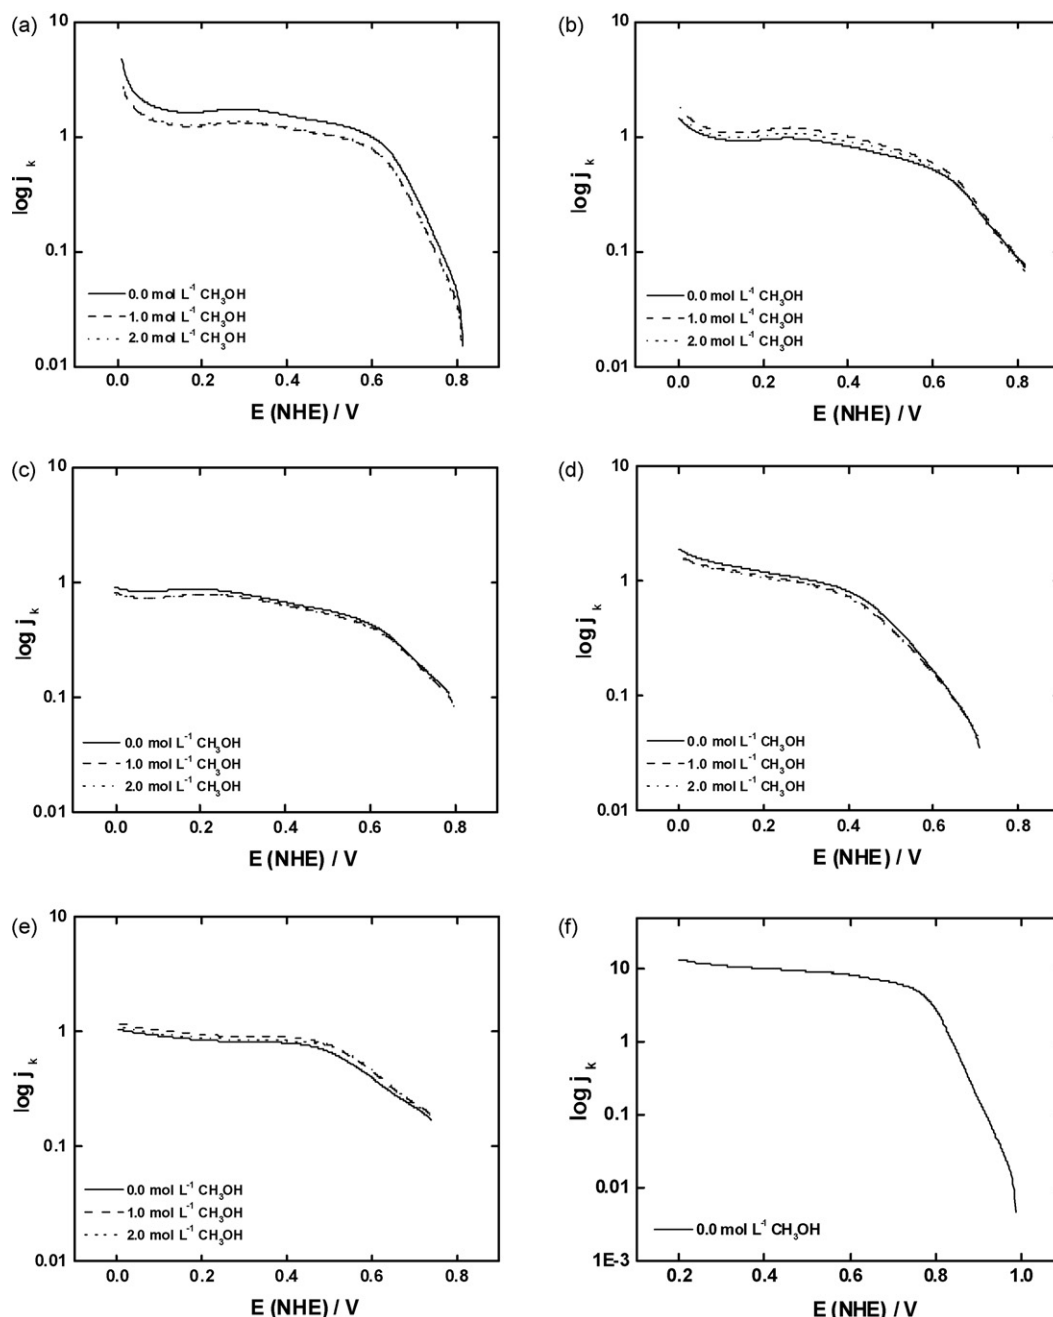 (a)
10
1
0.1
0.01
log j k
0.0 mol L⁻¹ CH₃OH
1.0 mol L⁻¹ CH₃OH
2.0 mol L⁻¹ CH₃OH
0.0 0.2 0.4 0.6 0.8
E (NHE) / V
(b)
10
1
0.1
0.01
log j k
0.0 mol L⁻¹ CH₃OH
1.0 mol L⁻¹ CH₃OH
2.0 mol L⁻¹ CH₃OH
0.0 0.2 0.4 0.6 0.8
E (NHE) / V
(c)
10
1
0.1
0.01
log j k
0.0 mol L⁻¹ CH₃OH
1.0 mol L⁻¹ CH₃OH
2.0 mol L⁻¹ CH₃OH
0.0 0.2 0.4 0.6 0.8
E (NHE) / V
(d)
10
1
0.1
0.01
log j k
0.0 mol L⁻¹ CH₃OH
1.0 mol L⁻¹ CH₃OH
2.0 mol L⁻¹ CH₃OH
0.0 0.2 0.4 0.6 0.8
E (NHE) / V
(e)
10
1
0.1
0.01
log j k
0.0 mol L⁻¹ CH₃OH
1.0 mol L⁻¹ CH₃OH
2.0 mol L⁻¹ CH₃OH
0.0 0.2 0.4 0.6 0.8
E (NHE) / V
(f)
10
1
0.1
0.01
1E-3
log j k
0.0 mol L⁻¹ CH₃OH
0.2 0.4 0.6 0.8 1.0
E (NHE) / V